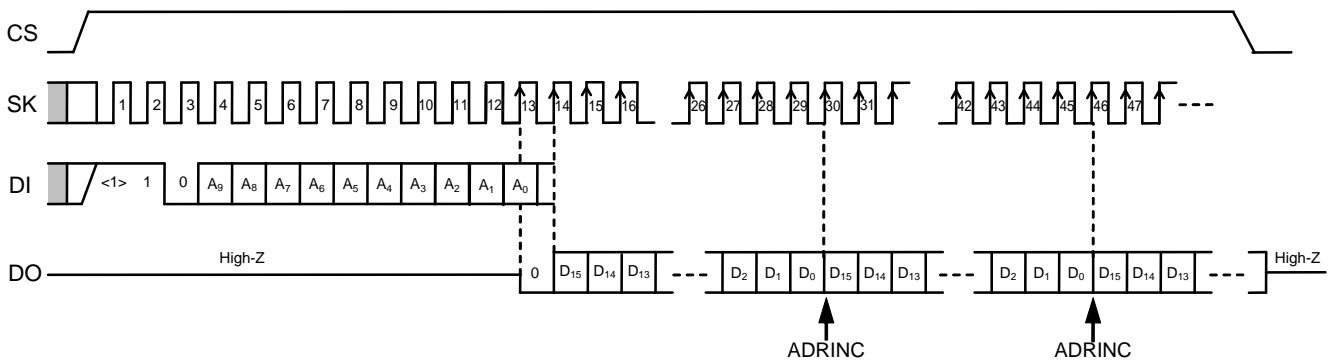 CS
SK 1 2 3 4 5 6 7 8 9 10 11 12 13 14 15 16 26 27 28 29 30 31 42 43 44 45 46 47
DI <1> 1 0 A₉ A₈ A₇ A₆ A₅ A₄ A₃ A₂ A₁ A₀
DO High-Z 0 D₁₅ D₁₄ D₁₃ D₂ D₁ D₀ D₁₅ D₁₄ D₁₃ D₂ D₁ D₀ D₁₅ D₁₄ D₁₃ High-Z
ADRINC ADRINC